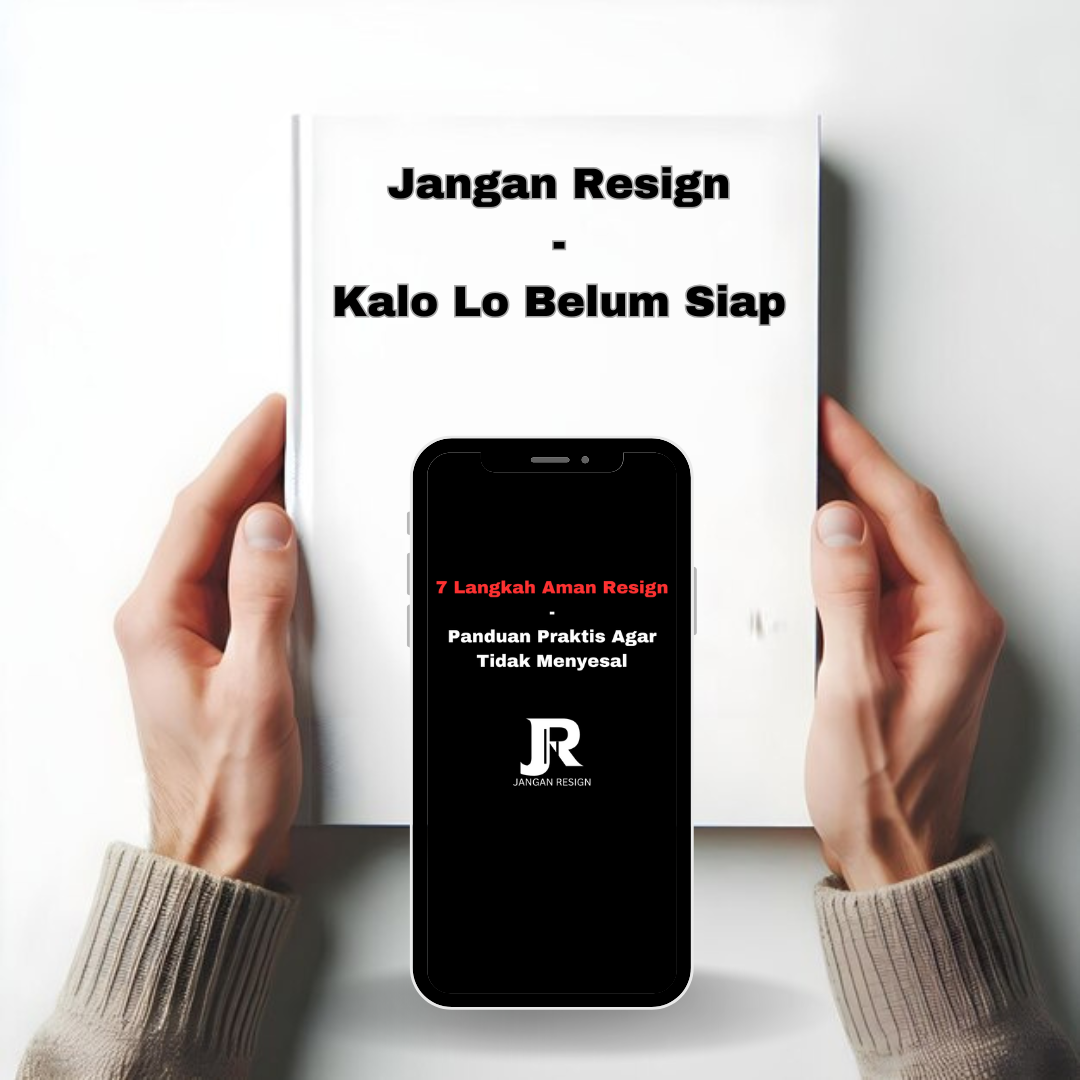 Jangan Resign
-
Kalo Lo Belum Siap
7 Langkah Aman Resign
-
Panduan Praktis Agar
Tidak Menyesal
JR
JANGAN RESIGN